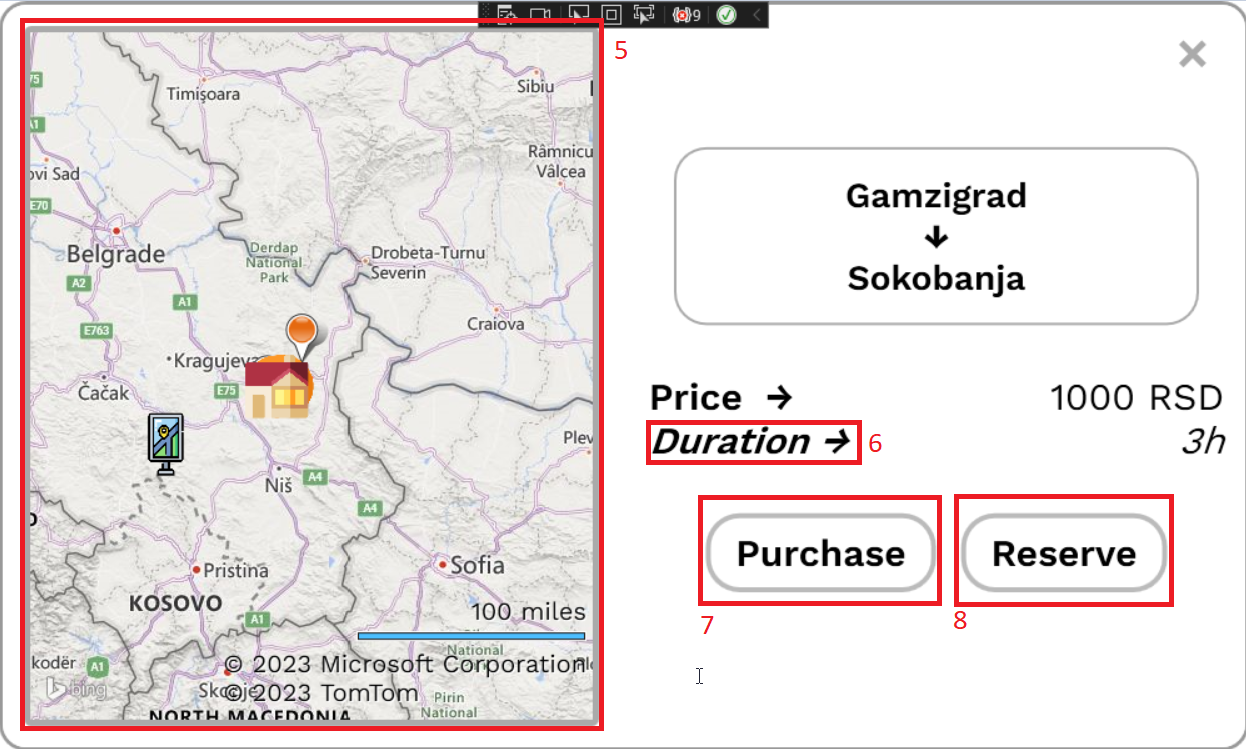 9
5
75
Timişoara
Sibiu
A1
ovi Sad
Râmnicu
Vâlcea
E70
Belgrade
Derdap
National
Park
Drobeta-Turnu
Severin
A2
A1
E763
Craiova
Kragujeva
Čačak
E75
Plev
Niš
A4
A4
Sofia
Pristina
KOSOVO
A1
100 miles
kodër
A1
National
© 2023 Microsoft Corporation
bing
© 2023 TomTom
Pirin
National
NORTH MACEDONIA
Gamzigrad
↓
Sokobanja
Price → 1000 RSD
Duration → 3h
6
Purchase Reserve
7
8